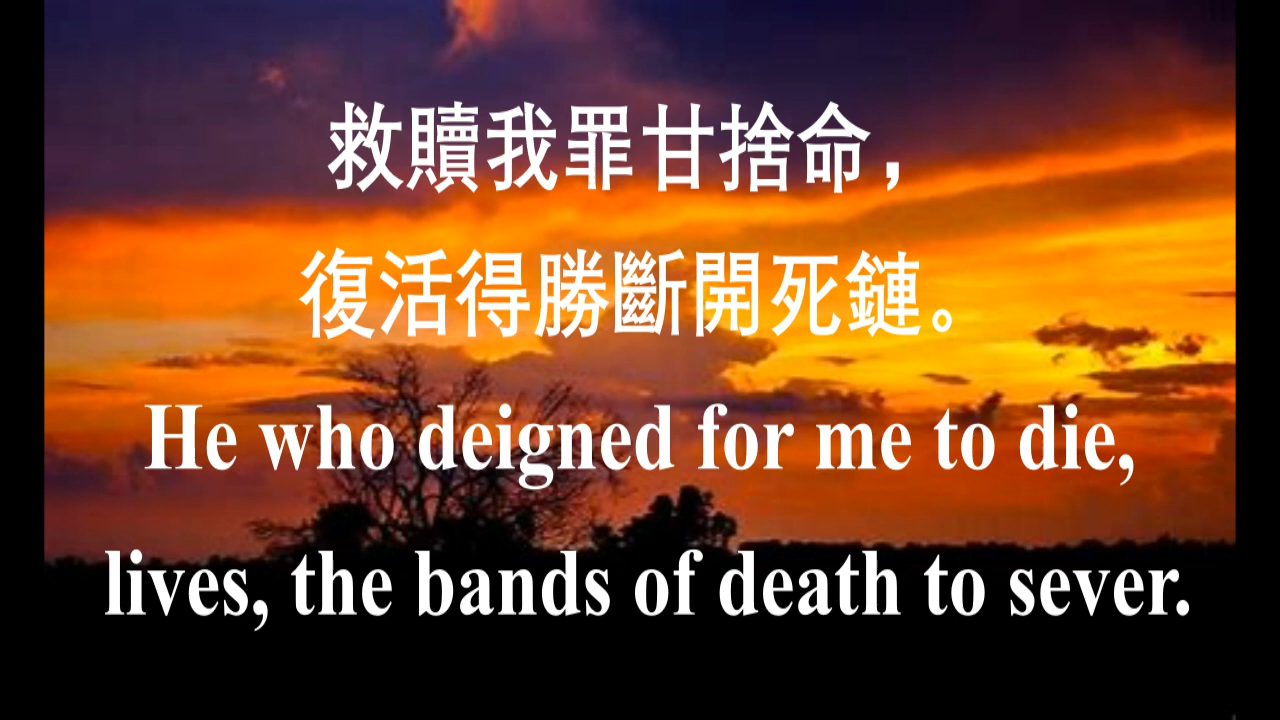 救贖我罪甘捨命，
復活得勝斷開死鏈。
He who deigned for me to die,
lives, the bands of death to sever.